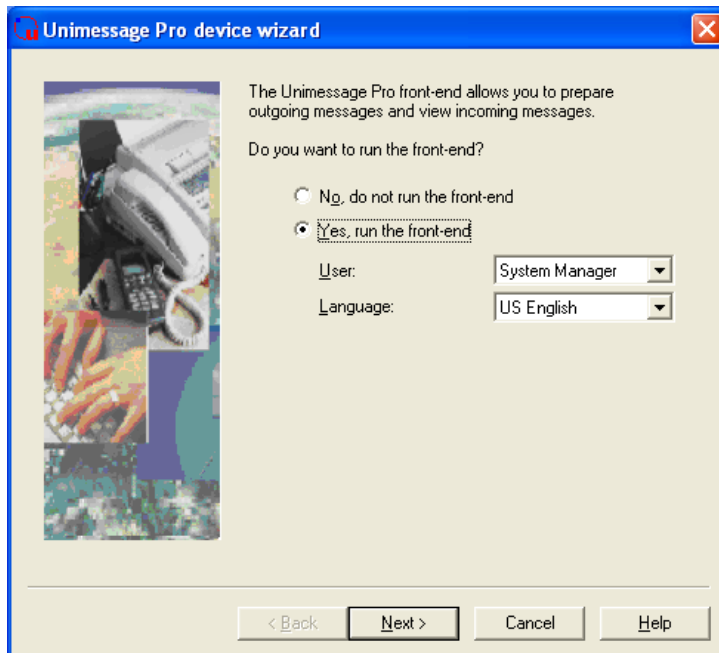 Unimessage Pro device wizard
The Unimessage Pro front-end allows you to prepare
outgoing messages and view incoming messages.
Do you want to run the front-end?
No, do not run the front-end
Yes, run the front-end
User: System Manager
Language: US English
< Back Next > Cancel Help